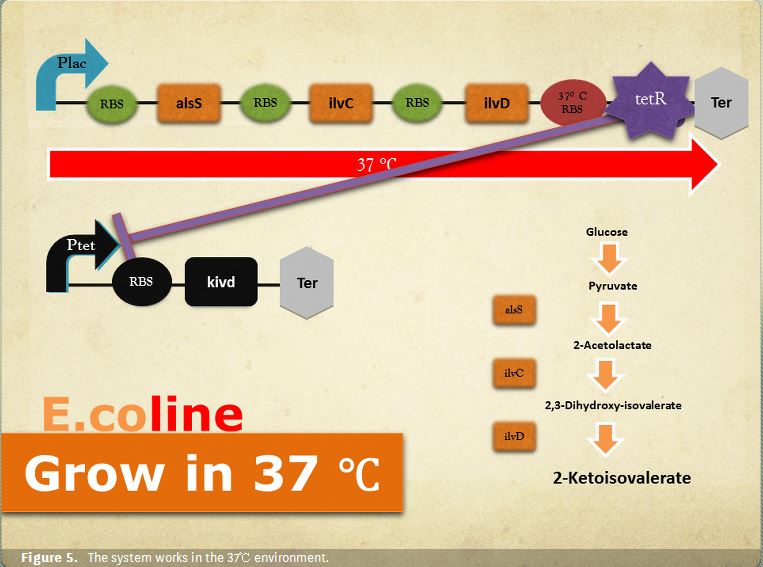 Plac
RBS
alsS
RBS
ilvC
RBS
ilvD
37° C
RBS
tetR
Ter
37 °C
Ptet
RBS
kivd
Ter
Glucose
Pyruvate
alsS
2-Acetolactate
ilvC
2,3-Dihydroxy-isovalerate
ilvD
2-Ketoisovalerate
E.coline
Grow in 37 °C
Figure 5. The system works in the 37℃ environment.